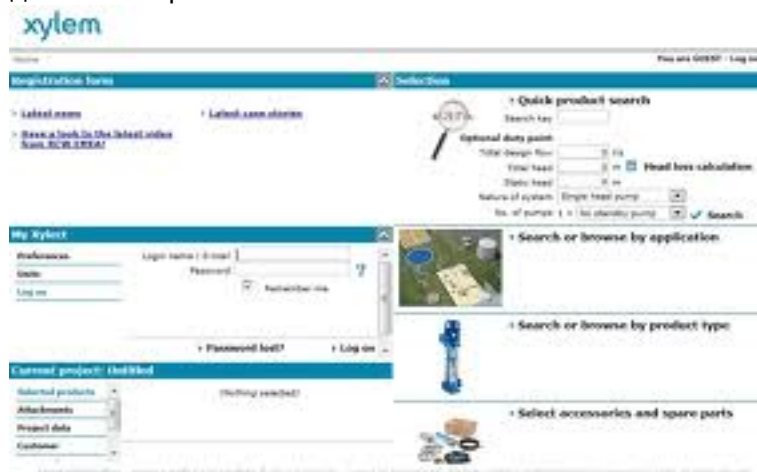 xylem
Home
You are GUEST - Log on
Registration form
Selection
Latest news
Latest case stories
Have a look to the latest video
from RCW EMEA!
Quick product search
Search key
Optional duty point
Total design flow
Total head
Head loss calculation
Static head
Nature of system
Single head pump
No. of pumps
No standby pump
Search
My Xylect
Preferences
Units
Log on
Login name / E-mail
Password
?
Remember me
Password lost?
Log on
Search or browse by application
Search or browse by product type
Current project: Untitled
Selected products
Attachments
Project data
Customer
(Nothing selected)
Select accessories and spare parts